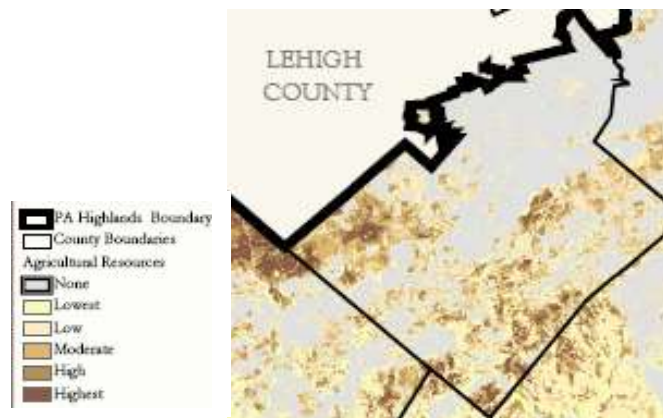 LEHIGH
COUNTY
PA Highlands Boundary
County Boundaries
Agricultural Resources
None
Lowest
Low
Moderate
High
Highest